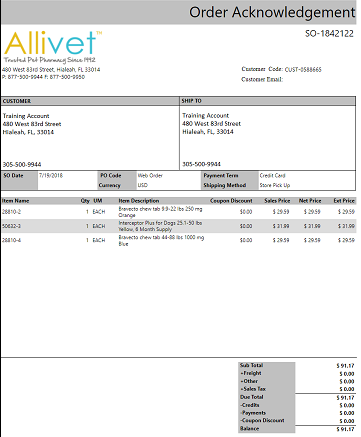 Order Acknowledgement
SO-1842122
Allivet™
Trusted Pet Pharmacy Since 1992
480 West 83rd Street, Hialeah, FL 33014
P: 877-500-9944 F: 877-500-9950
Customer Code: CUST-0588665
Customer Email:
CUSTOMER
SHIP TO
Training Account
480 West 83rd Street
Hialeah, FL, 33014
305-500-9944
Training Account
480 West 83rd Street
Hialeah, FL, 33014
305-500-9944
SO Date 7/19/2018 PO Code Web Order Payment Term Credit Card
Currency USD Shipping Method Store Pick Up
Item Name Qty UM Item Description Coupon Discount Sales Price Net Price Ext Price
28810-2 1 EACH Bravecto chew tab 9.9-22 lbs 250 mg $0.00 $ 29.59 $ 29.59 $ 29.59
Orange
50632-3 1 EACH Interceptor Plus for Dogs 25.1-50 lbs $0.00 $ 31.99 $ 31.99 $ 31.99
Yellow, 6 Month Supply
28810-4 1 EACH Bravecto chew tab 44-88 lbs 1000 mg $0.00 $ 29.59 $ 29.59 $ 29.59
Blue
Sub Total $ 91.17
+Freight $ 0.00
+Other $ 0.00
+Sales Tax $ 0.00
Due Total $ 91.17
-Credits $ 0.00
-Payments $ 0.00
-Coupon Discount $ 0.00
Balance $ 91.17